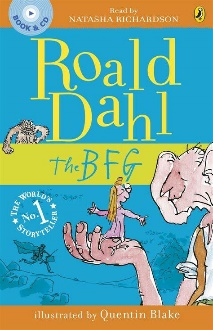 Read by
NATASHA RICHARDSON
BOOK & CD
Roald
Dahl
the BFG
THE WORLD'S
No.1
STORYTELLER
illustrated by Quentin Blake